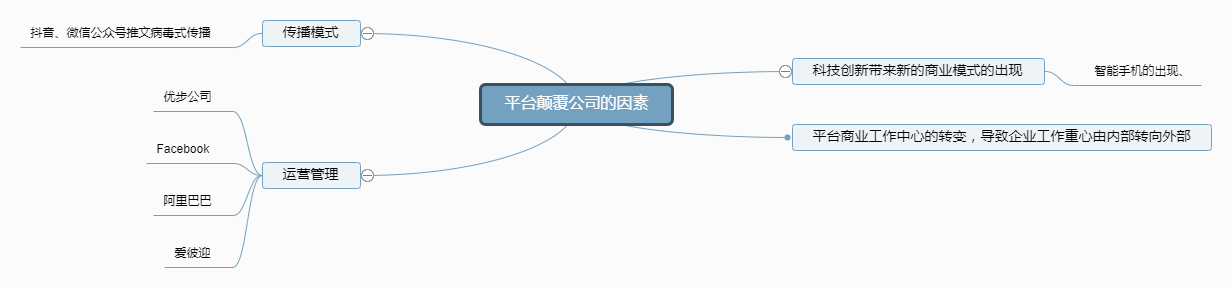 抖音、微信公众号推文病毒式传播
传播模式
科技创新带来新的商业模式的出现
智能手机的出现、
优步公司
平台颠覆公司的因素
平台商业工作中心的转变，导致企业工作重心由内部转向外部
Facebook
运营管理
阿里巴巴
爱彼迎